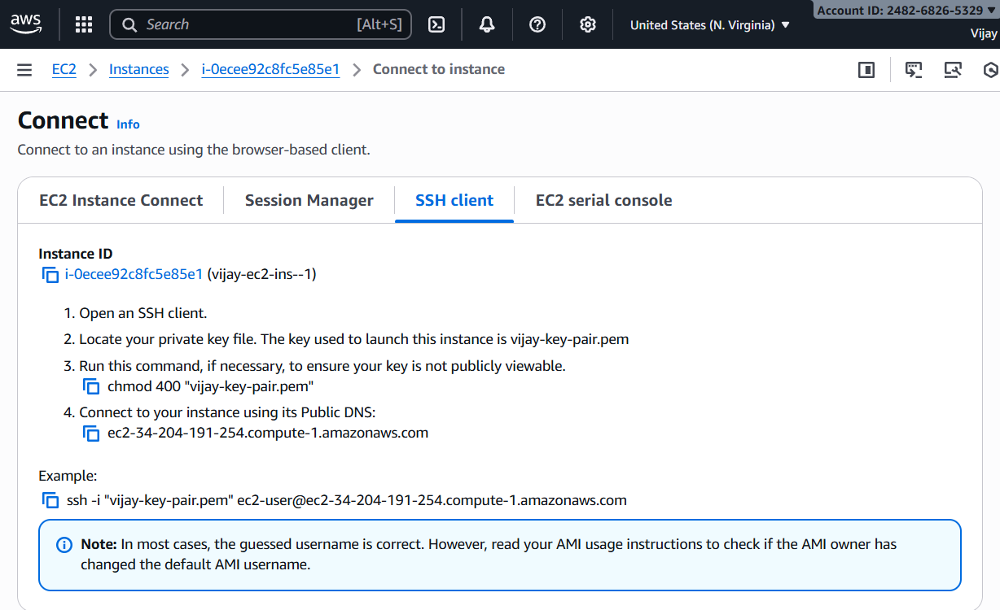 aws
Search
[Alt+S]
United States (N. Virginia)
Account ID: 2482-6826-5329
Vijay
EC2
Instances
i-0ecee92c8fc5e85e1
Connect to instance
Connect Info
Connect to an instance using the browser-based client.
EC2 Instance Connect
Session Manager
SSH client
EC2 serial console
Instance ID
i-0ecee92c8fc5e85e1 (vijay-ec2-ins--1)
1. Open an SSH client.
2. Locate your private key file. The key used to launch this instance is vijay-key-pair.pem
3. Run this command, if necessary, to ensure your key is not publicly viewable.
chmod 400 "vijay-key-pair.pem"
4. Connect to your instance using its Public DNS:
ec2-34-204-191-254.compute-1.amazonaws.com
Example:
ssh -i "vijay-key-pair.pem" ec2-user@ec2-34-204-191-254.compute-1.amazonaws.com
Note: In most cases, the guessed username is correct. However, read your AMI usage instructions to check if the AMI owner has
changed the default AMI username.